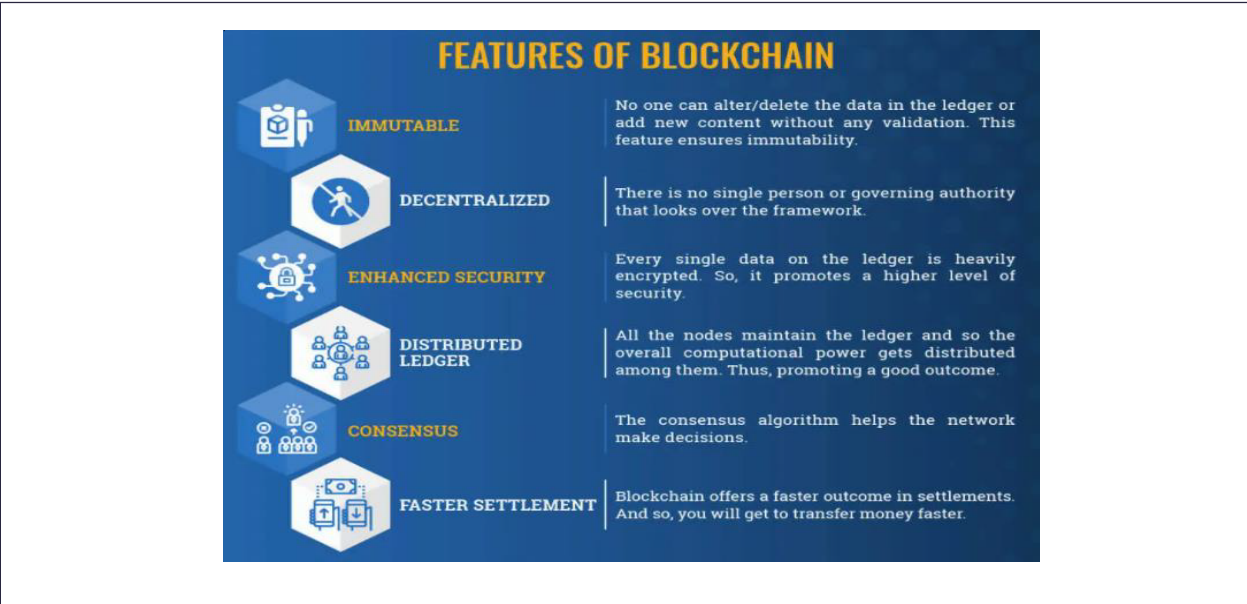 FEATURES OF BLOCKCHAIN
IMMUTABLE
No one can alter/delete the data in the ledger or
add new content without any validation. This
feature ensures immutability.
DECENTRALIZED
There is no single person or governing authority
that looks over the framework.
ENHANCED SECURITY
Every single data on the ledger is heavily
encrypted. So, it promotes a higher level of
security.
DISTRIBUTED
LEDGER
All the nodes maintain the ledger and so the
overall computational power gets distributed
among them. Thus, promoting a good outcome.
CONSENSUS
The consensus algorithm helps the network
make decisions.
FASTER SETTLEMENT
Blockchain offers a faster outcome in settlements.
And so, you will get to transfer money faster.